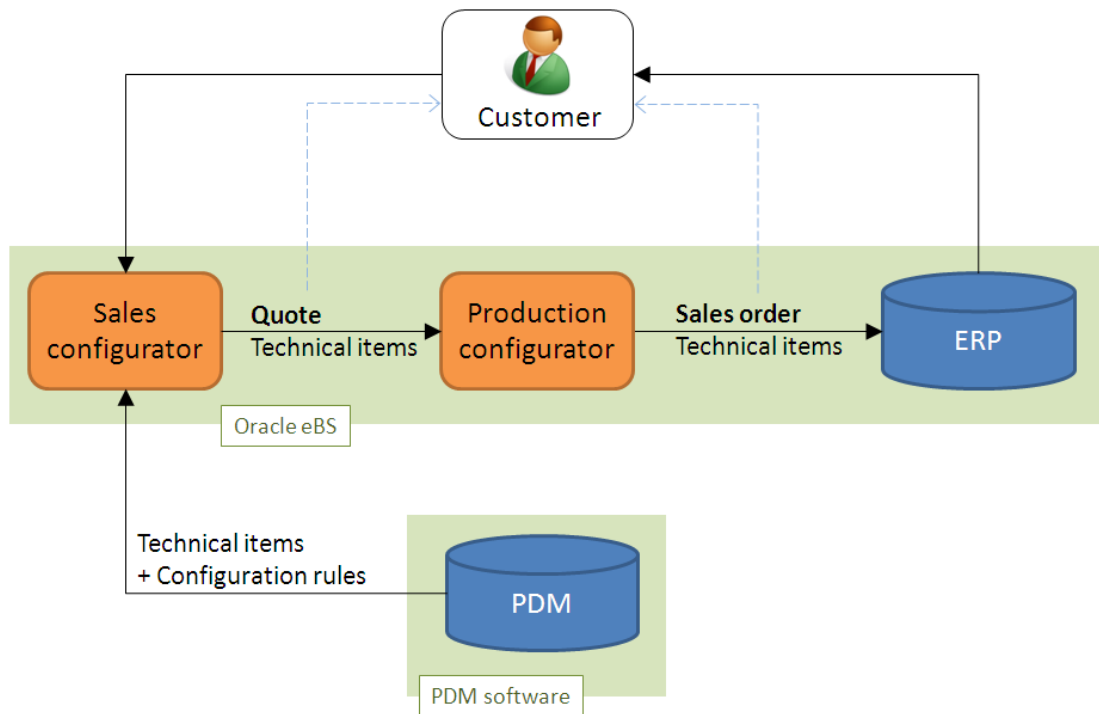 Customer
Sales
configurator
Quote
Technical items
Production
configurator
Sales order
Technical items
ERP
Oracle eBS
Technical items
+ Configuration rules
PDM
PDM software